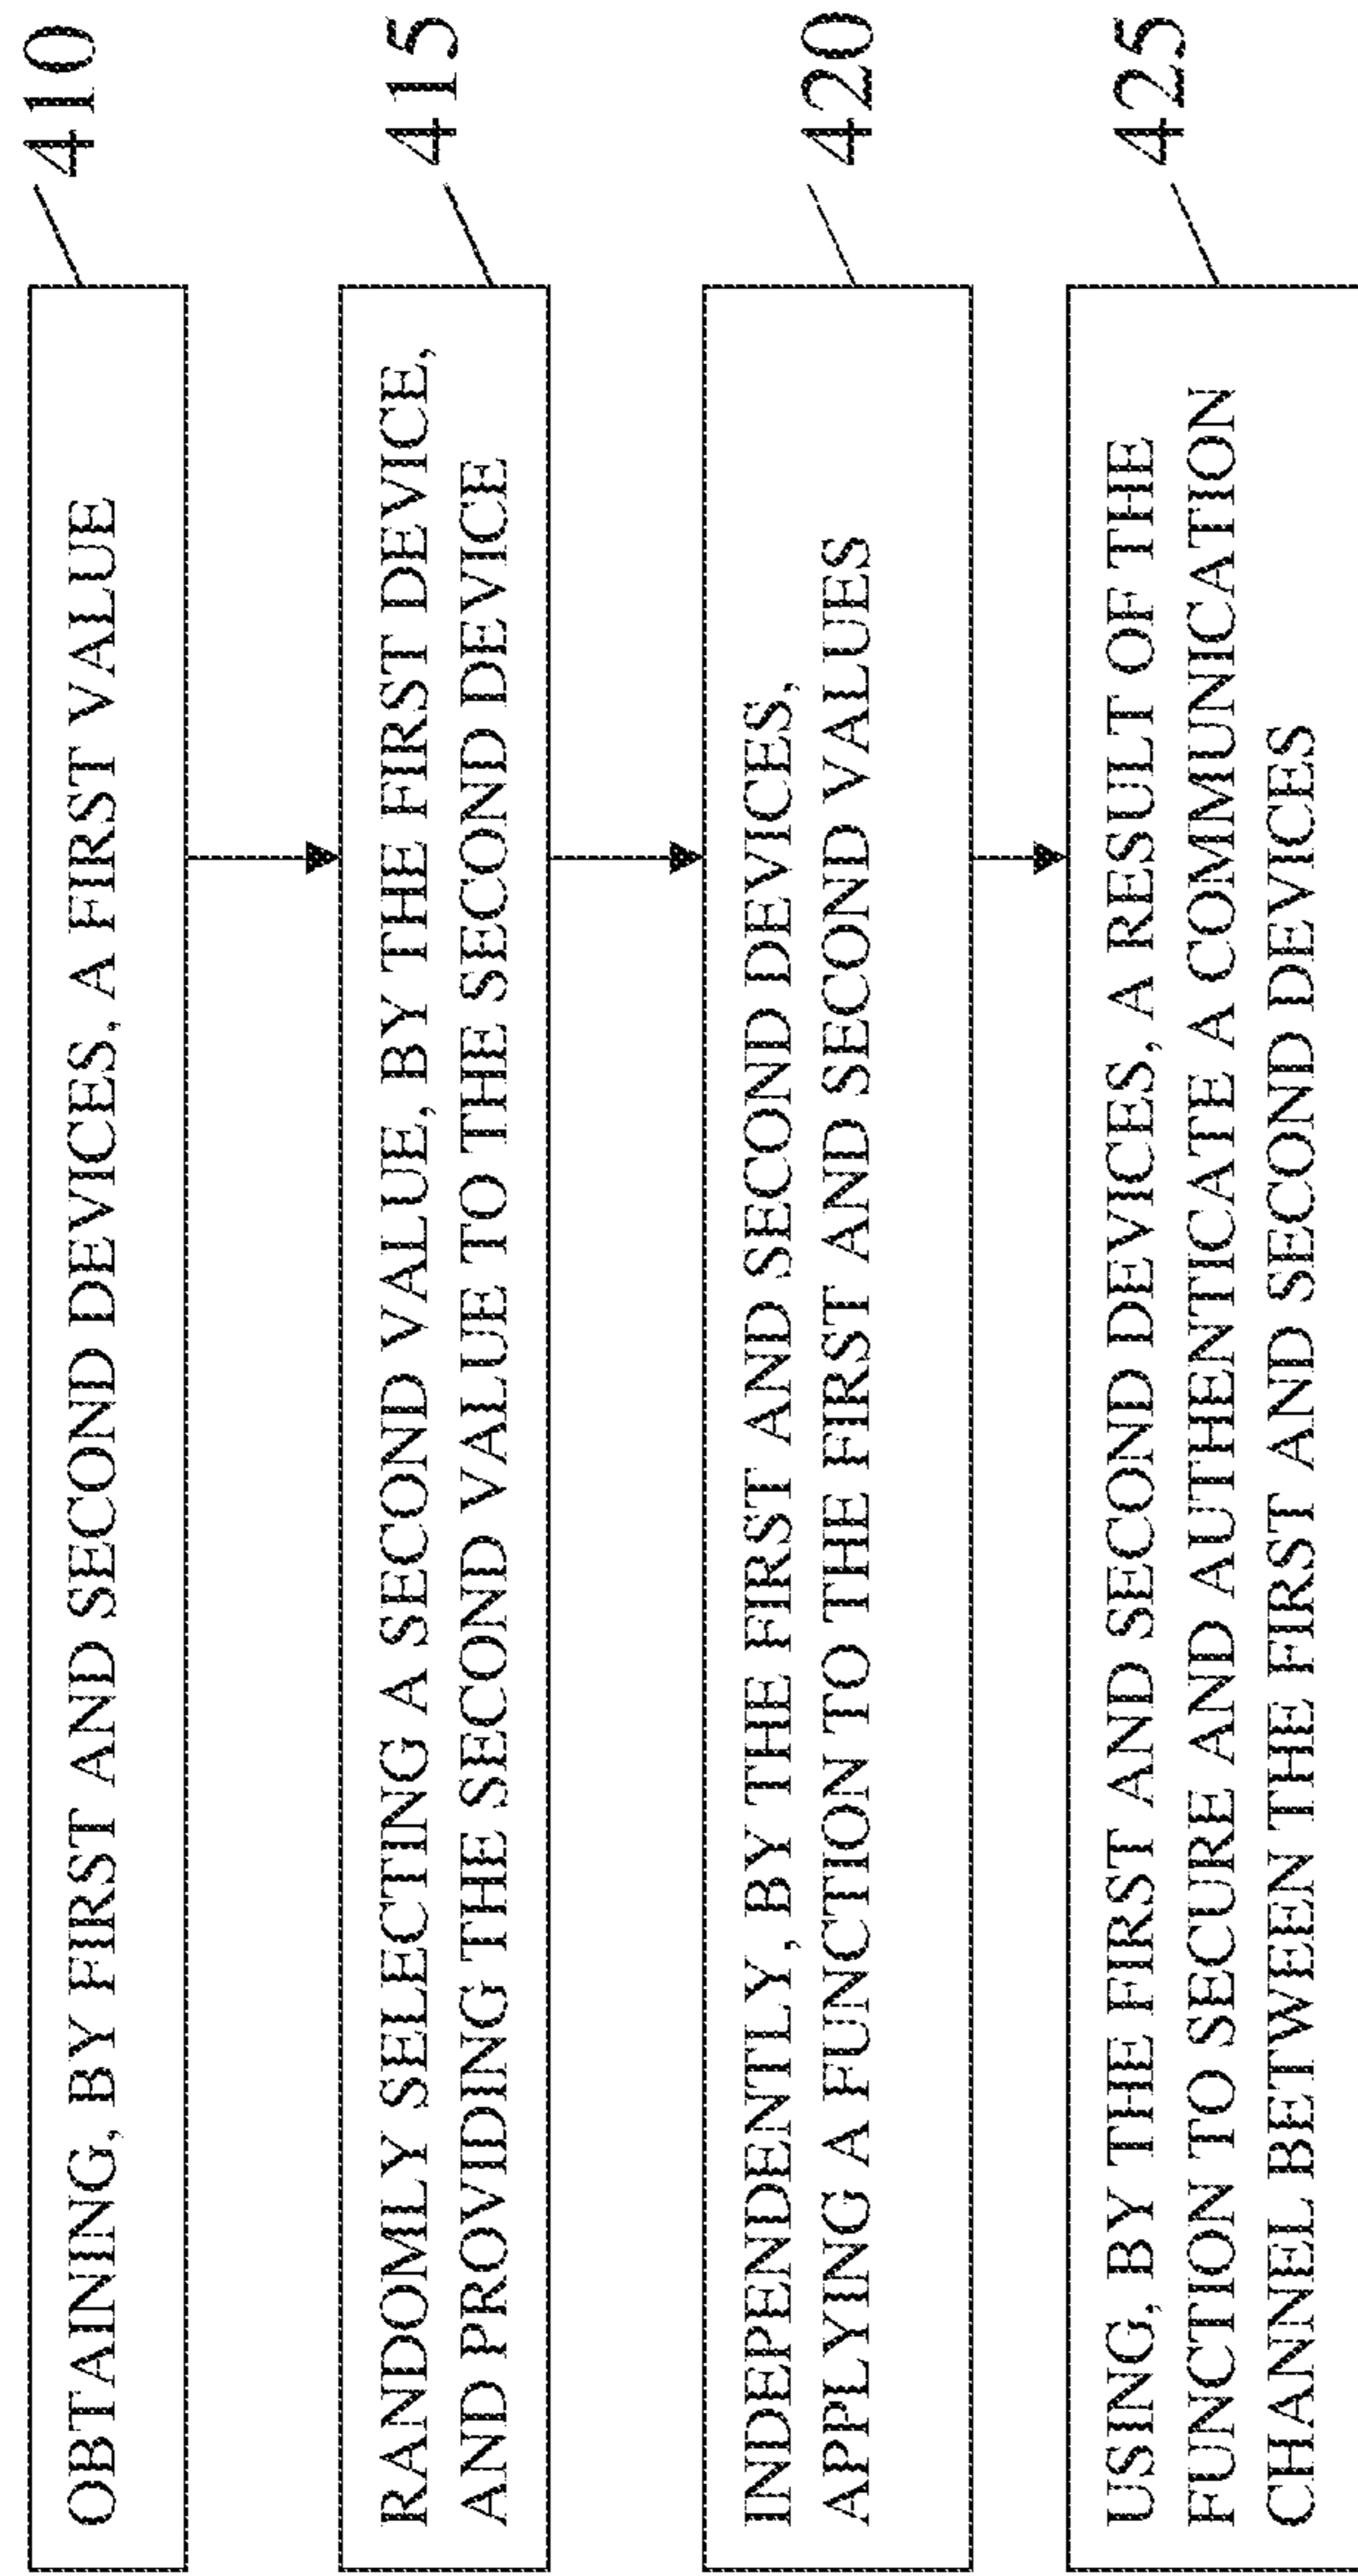 OBTAINING, BY FIRST AND SECOND DEVICES, A FIRST VALUE
410
RANDOMLY SELECTING A SECOND VALUE, BY THE FIRST DEVICE,
AND PROVIDING THE SECOND VALUE TO THE SECOND DEVICE
415
INDEPENDENTLY, BY THE FIRST AND SECOND DEVICES,
APPLYING A FUNCTION TO THE FIRST AND SECOND VALUES
420
USING, BY THE FIRST AND SECOND DEVICES, A RESULT OF THE
FUNCTION TO SECURE AND AUTHENTICATE A COMMUNICATION
CHANNEL BETWEEN THE FIRST AND SECOND DEVICES
425